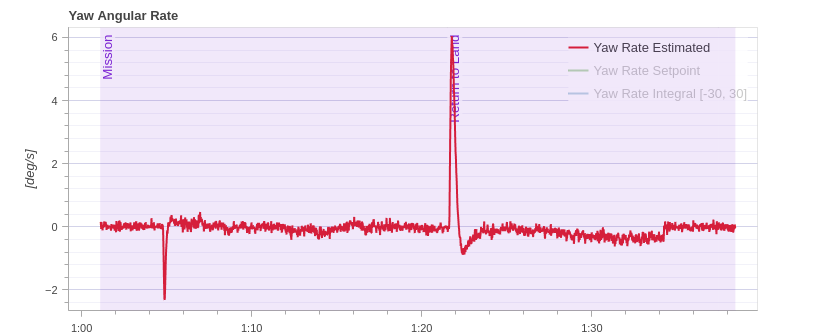 Yaw Angular Rate
[deg/s]
6
4
2
0
−2
Mission
Return to Land
Yaw Rate Estimated
Yaw Rate Setpoint
Yaw Rate Integral [-30, 30]
1:00
1:10
1:20
1:30